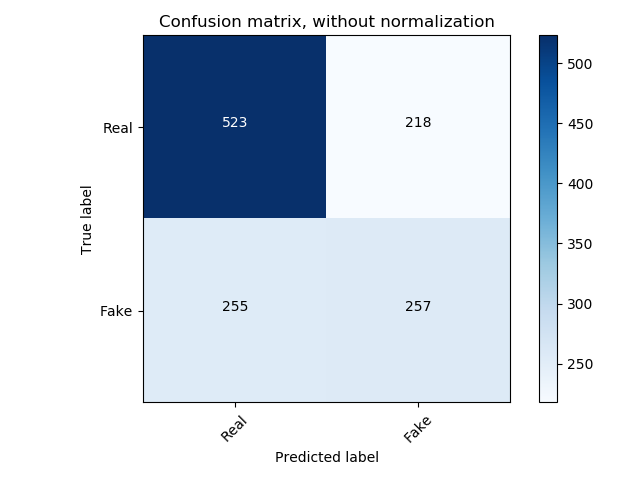 Confusion matrix, without normalization
Real
523
218
Fake
255
257
Real
Fake
True label
Predicted label
500
450
400
350
300
250